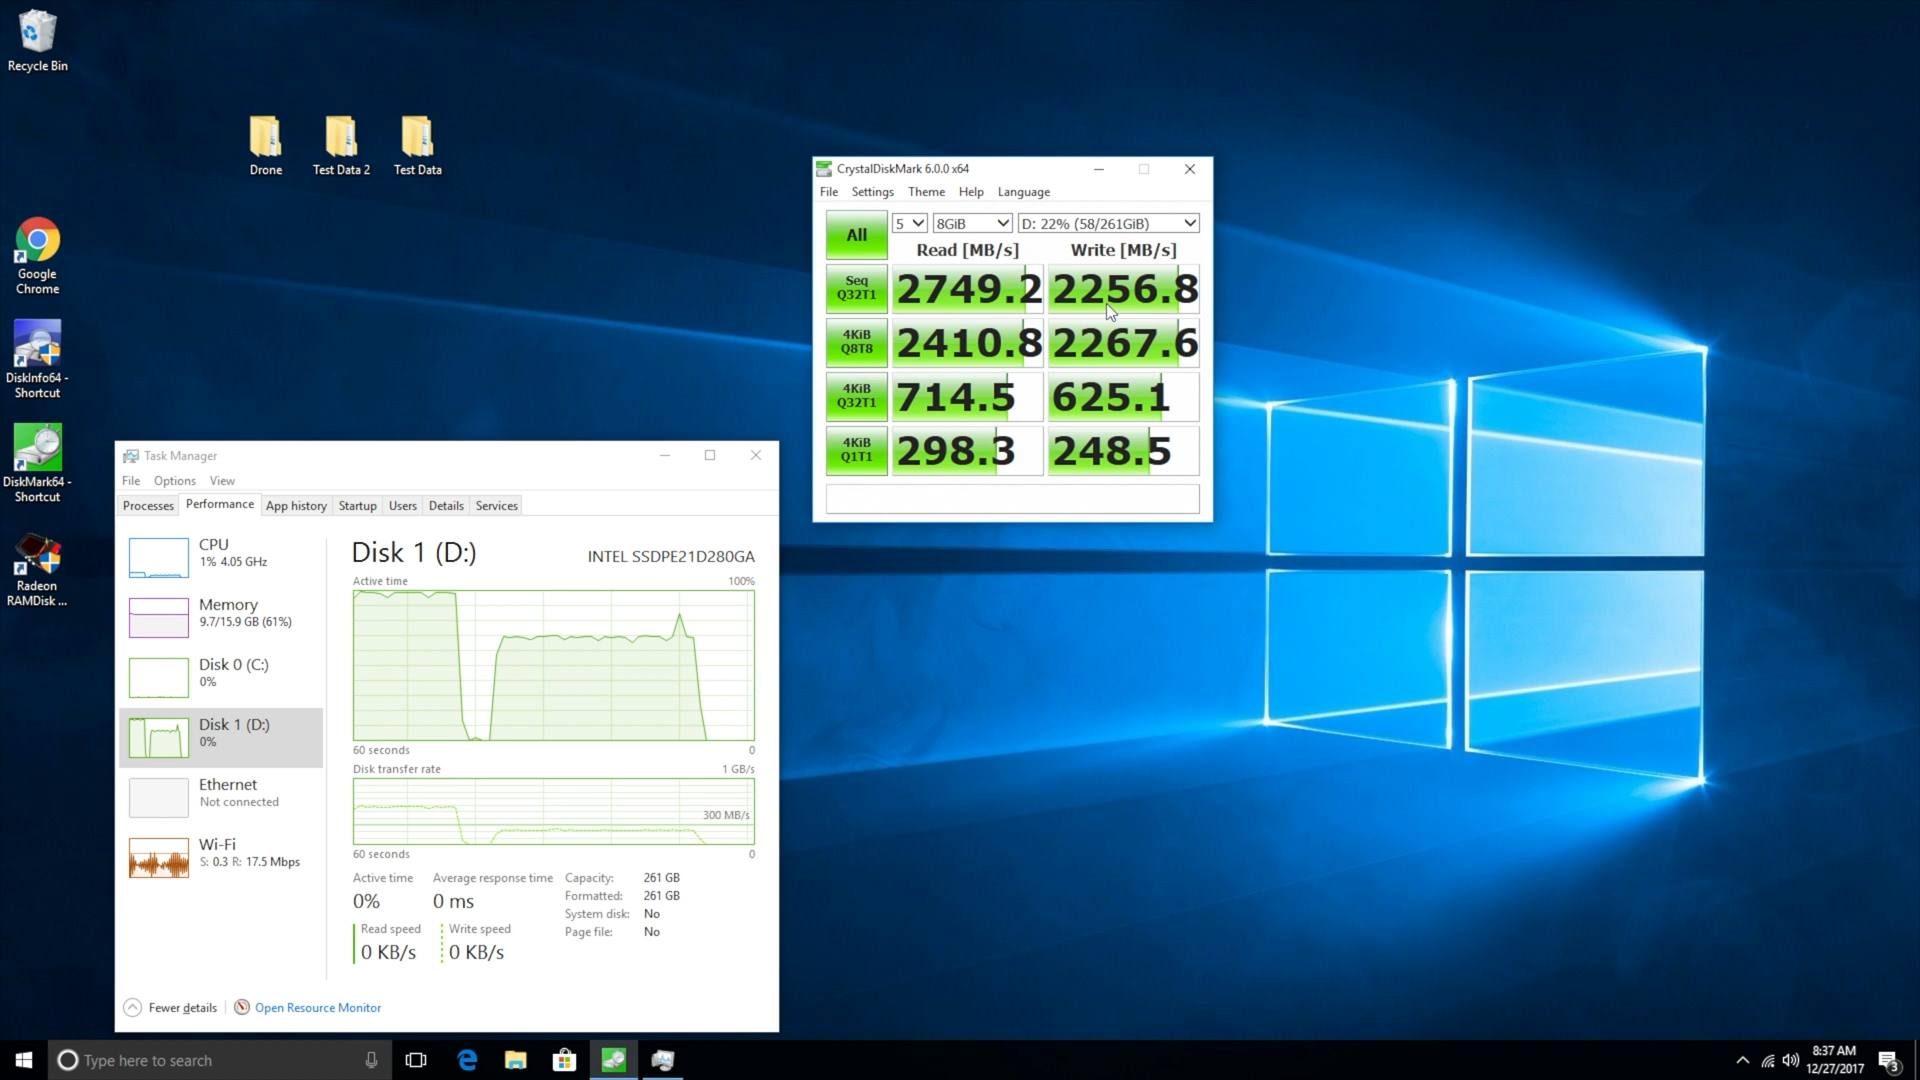 Recycle Bin
Drone
Test Data 2
Test Data
Google
Chrome
DiskInfo64 -
Shortcut
DiskMark64 -
Shortcut
Radeon
RAMDisk ...
CrystalDiskMark 6.0.0 x64
File Settings Theme Help Language
All
5 8GiB D: 22% (58/261GiB)
Read [MB/s] Write [MB/s]
Seq
Q32T1
2749.2 2256.8
4KiB
Q8T8
2410.8 2267.6
4KiB
Q32T1
714.5 625.1
4KiB
Q1T1
298.3 248.5
Task Manager
File Options View
Processes Performance App history Startup Users Details Services
CPU
1% 4.05 GHz
Memory
9.7/15.9 GB (61%)
Disk 0 (C:)
0%
Disk 1 (D:)
0%
Ethernet
Not connected
Wi-Fi
S: 0.3 R: 17.5 Mbps
Disk 1 (D:) INTEL SSDPE21D280GA
Active time 100%
60 seconds 0
Disk transfer rate 1 GB/s
300 MB/s
60 seconds 0
Active time Average response time
0% 0 ms
Read speed Write speed
0 KB/s 0 KB/s
Capacity: 261 GB
Formatted: 261 GB
System disk: No
Page file: No
Fewer details Open Resource Monitor
Type here to search
8:37 AM
12/27/2017
3